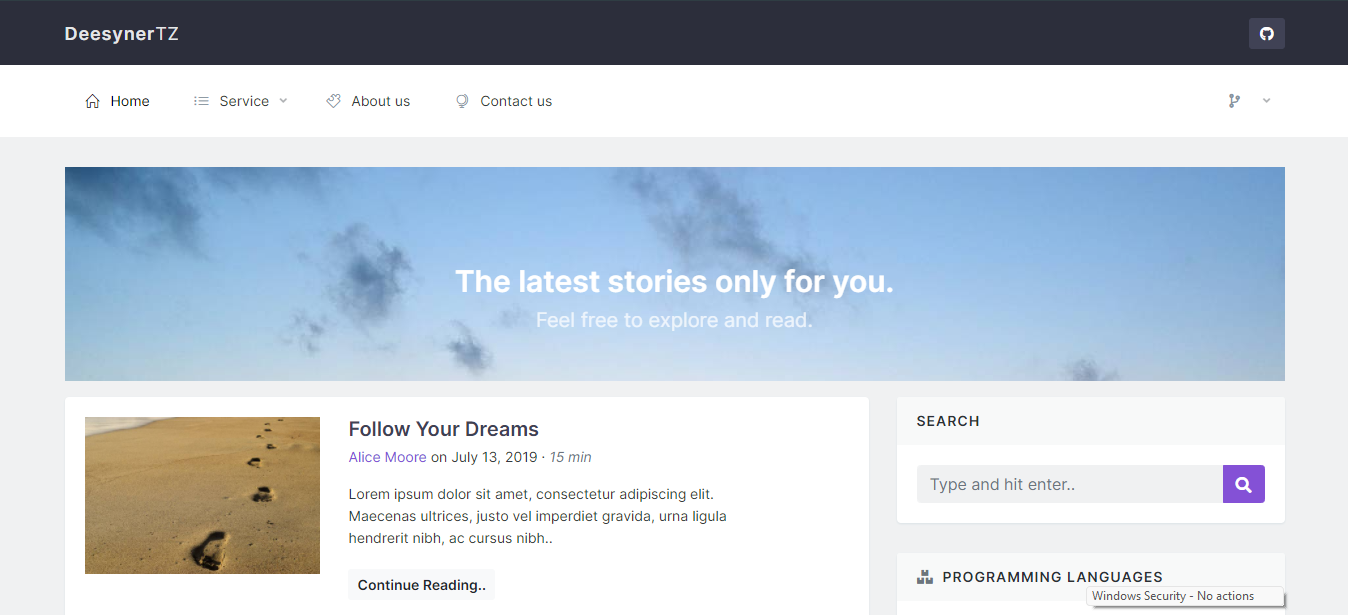 DeesynerTZ
Home Service About us Contact us
The latest stories only for you.
Feel free to explore and read.
Follow Your Dreams
Alice Moore on July 13, 2019 · 15 min
Lorem ipsum dolor sit amet, consectetur adipiscing elit.
Maecenas ultrices, justo vel imperdiet gravida, urna ligula
hendrerit nibh, ac cursus nibh..
Continue Reading..
SEARCH
Type and hit enter..
PROGRAMMING LANGUAGES
Windows Security - No actions